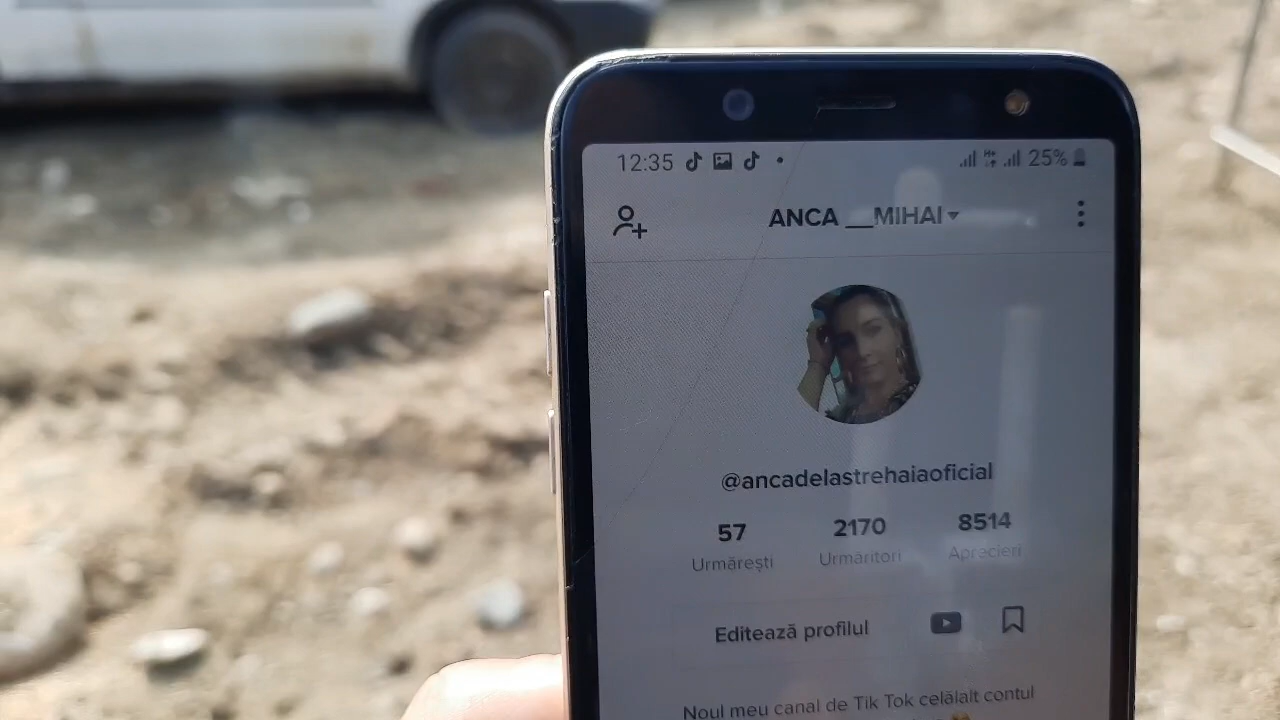 12:35 25%
ANCA __MIHAI
@ancadelastrehaiaoficial
57 2170 8514
Urmărești Urmăritori Aprecieri
Editează profilul
Noul meu canal de Tik Tok celălalt contul